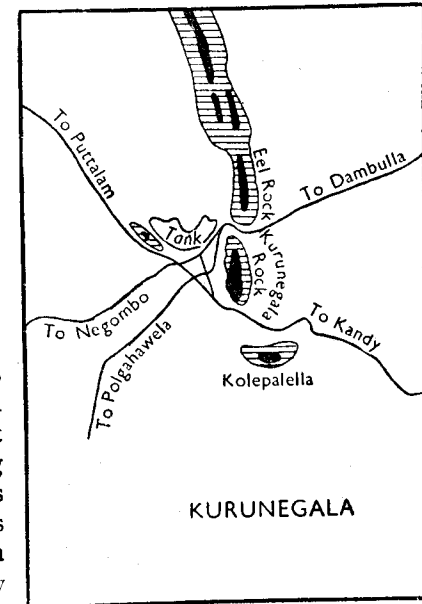 To Puttalam
Eel Rock
To Dambulla
Tank
Kurunegala
Rock
To Negombo
To Polgahawela
To Kandy
Kolepalella
KURUNEGALA